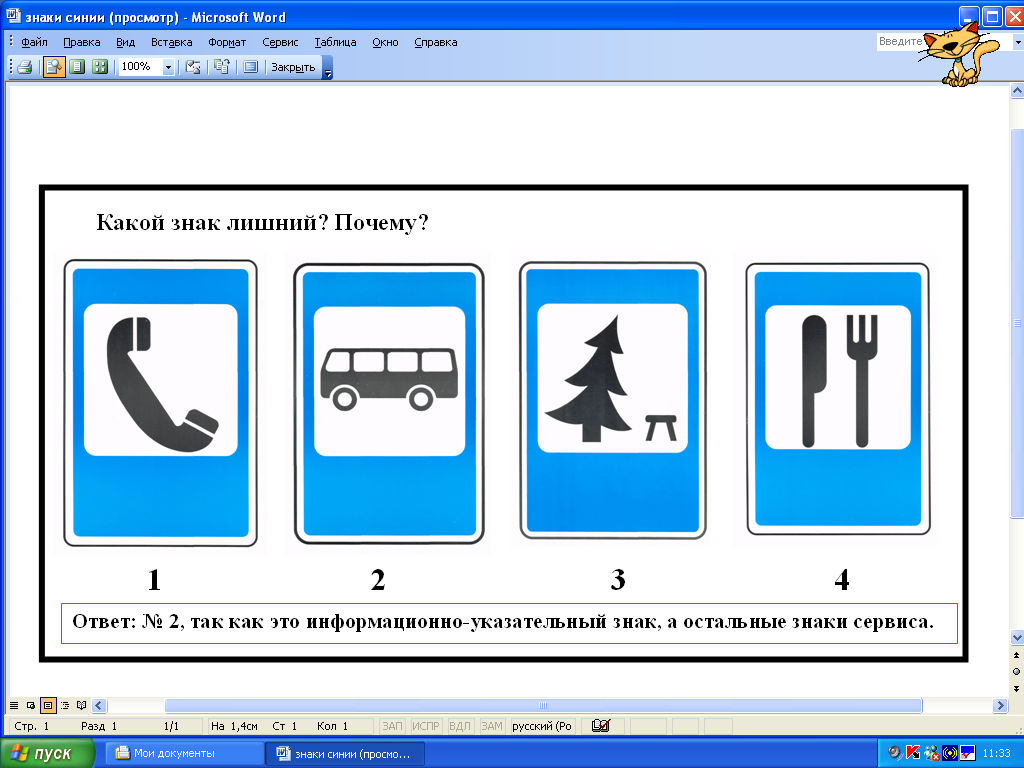 знаки синии (просмотр) - Microsoft Word
Файл Правка Вид Вставка Формат Сервис Таблица Окно Справка
Введите
100% Закрыть
Какой знак лишний? Почему?
1 2 3 4
Ответ: № 2, так как это информационно-указательный знак, а остальные знаки сервиса.
Стр. 1 Разд 1 1/1 На 1,4см Ст 1 Кол 1 ЗАП ИСПР ВДЛ ЗАМ русский (Ро
пуск Мои документы знаки синии (просмо... 11:33